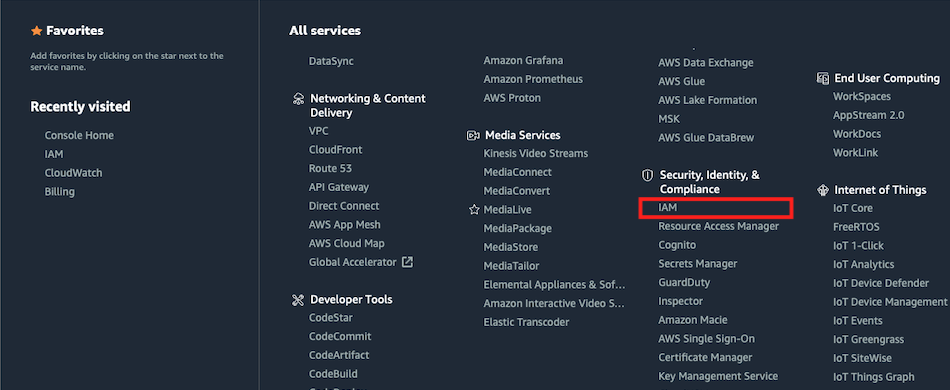 Favorites
Add favorites by clicking on the star next to the
service name.
Recently visited
Console Home
IAM
CloudWatch
Billing
All services
DataSync
Networking & Content
Delivery
VPC
CloudFront
Route 53
API Gateway
Direct Connect
AWS App Mesh
AWS Cloud Map
Global Accelerator
Developer Tools
CodeStar
CodeCommit
CodeArtifact
CodeBuild
Amazon Grafana
Amazon Prometheus
AWS Proton
Media Services
Kinesis Video Streams
MediaConnect
MediaConvert
MediaLive
MediaPackage
MediaStore
MediaTailor
Elemental Appliances & Sof...
Amazon Interactive Video S...
Elastic Transcoder
AWS Data Exchange
AWS Glue
AWS Lake Formation
MSK
AWS Glue DataBrew
Security, Identity, &
Compliance
IAM
Resource Access Manager
Cognito
Secrets Manager
GuardDuty
Inspector
Amazon Macie
AWS Single Sign-On
Certificate Manager
Key Management Service
End User Computing
WorkSpaces
AppStream 2.0
WorkDocs
WorkLink
Internet of Things
IoT Core
FreeRTOS
IoT 1-Click
IoT Analytics
IoT Device Defender
IoT Device Management
IoT Events
IoT Greengrass
IoT SiteWise
IoT Things Graph